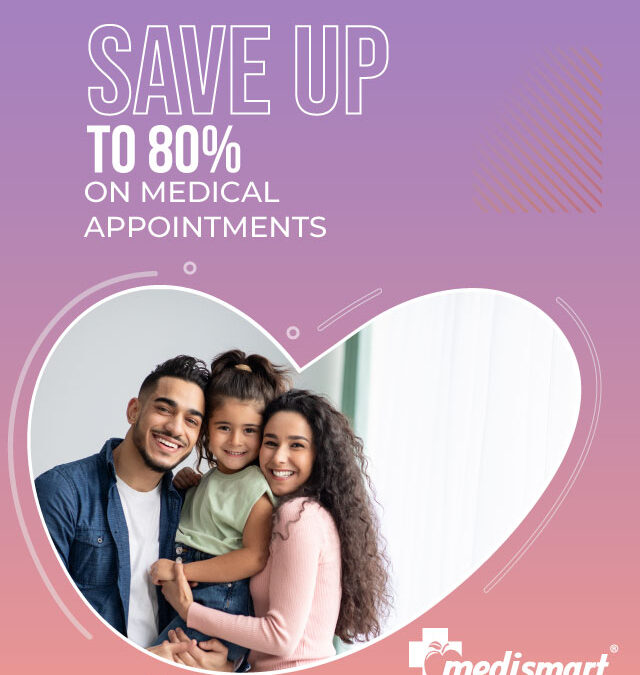 SAVE UP
TO 80%
ON MEDICAL
APPOINTMENTS
medismart®